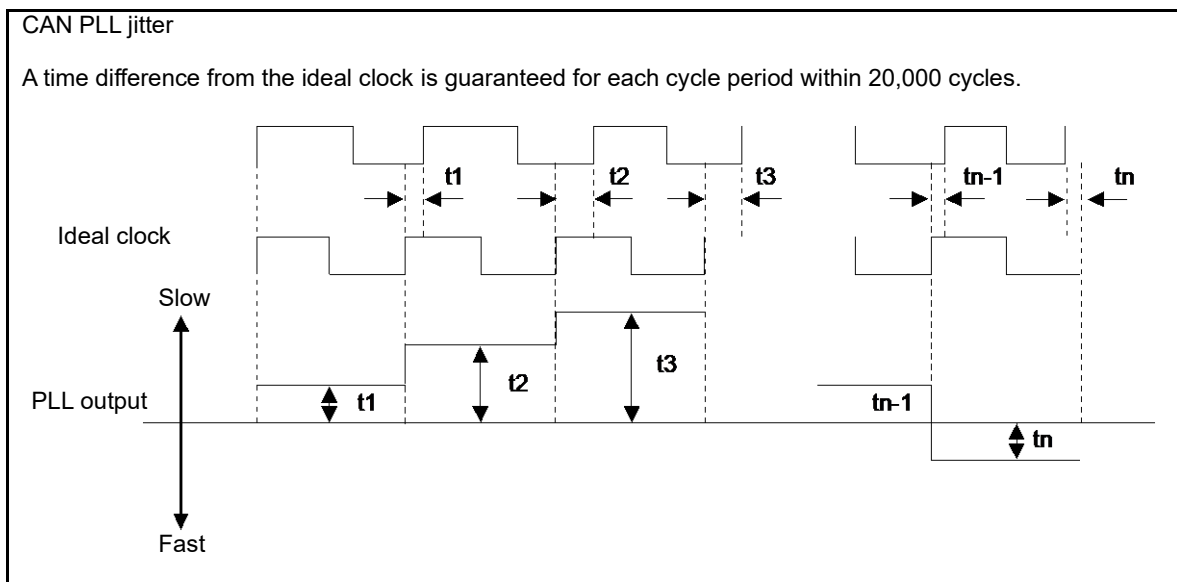 CAN PLL jitter
A time difference from the ideal clock is guaranteed for each cycle period within 20,000 cycles.
t1
t2
t3
tn-1
tn
Ideal clock
Slow
t1
t2
t3
PLL output
tn-1
tn
Fast